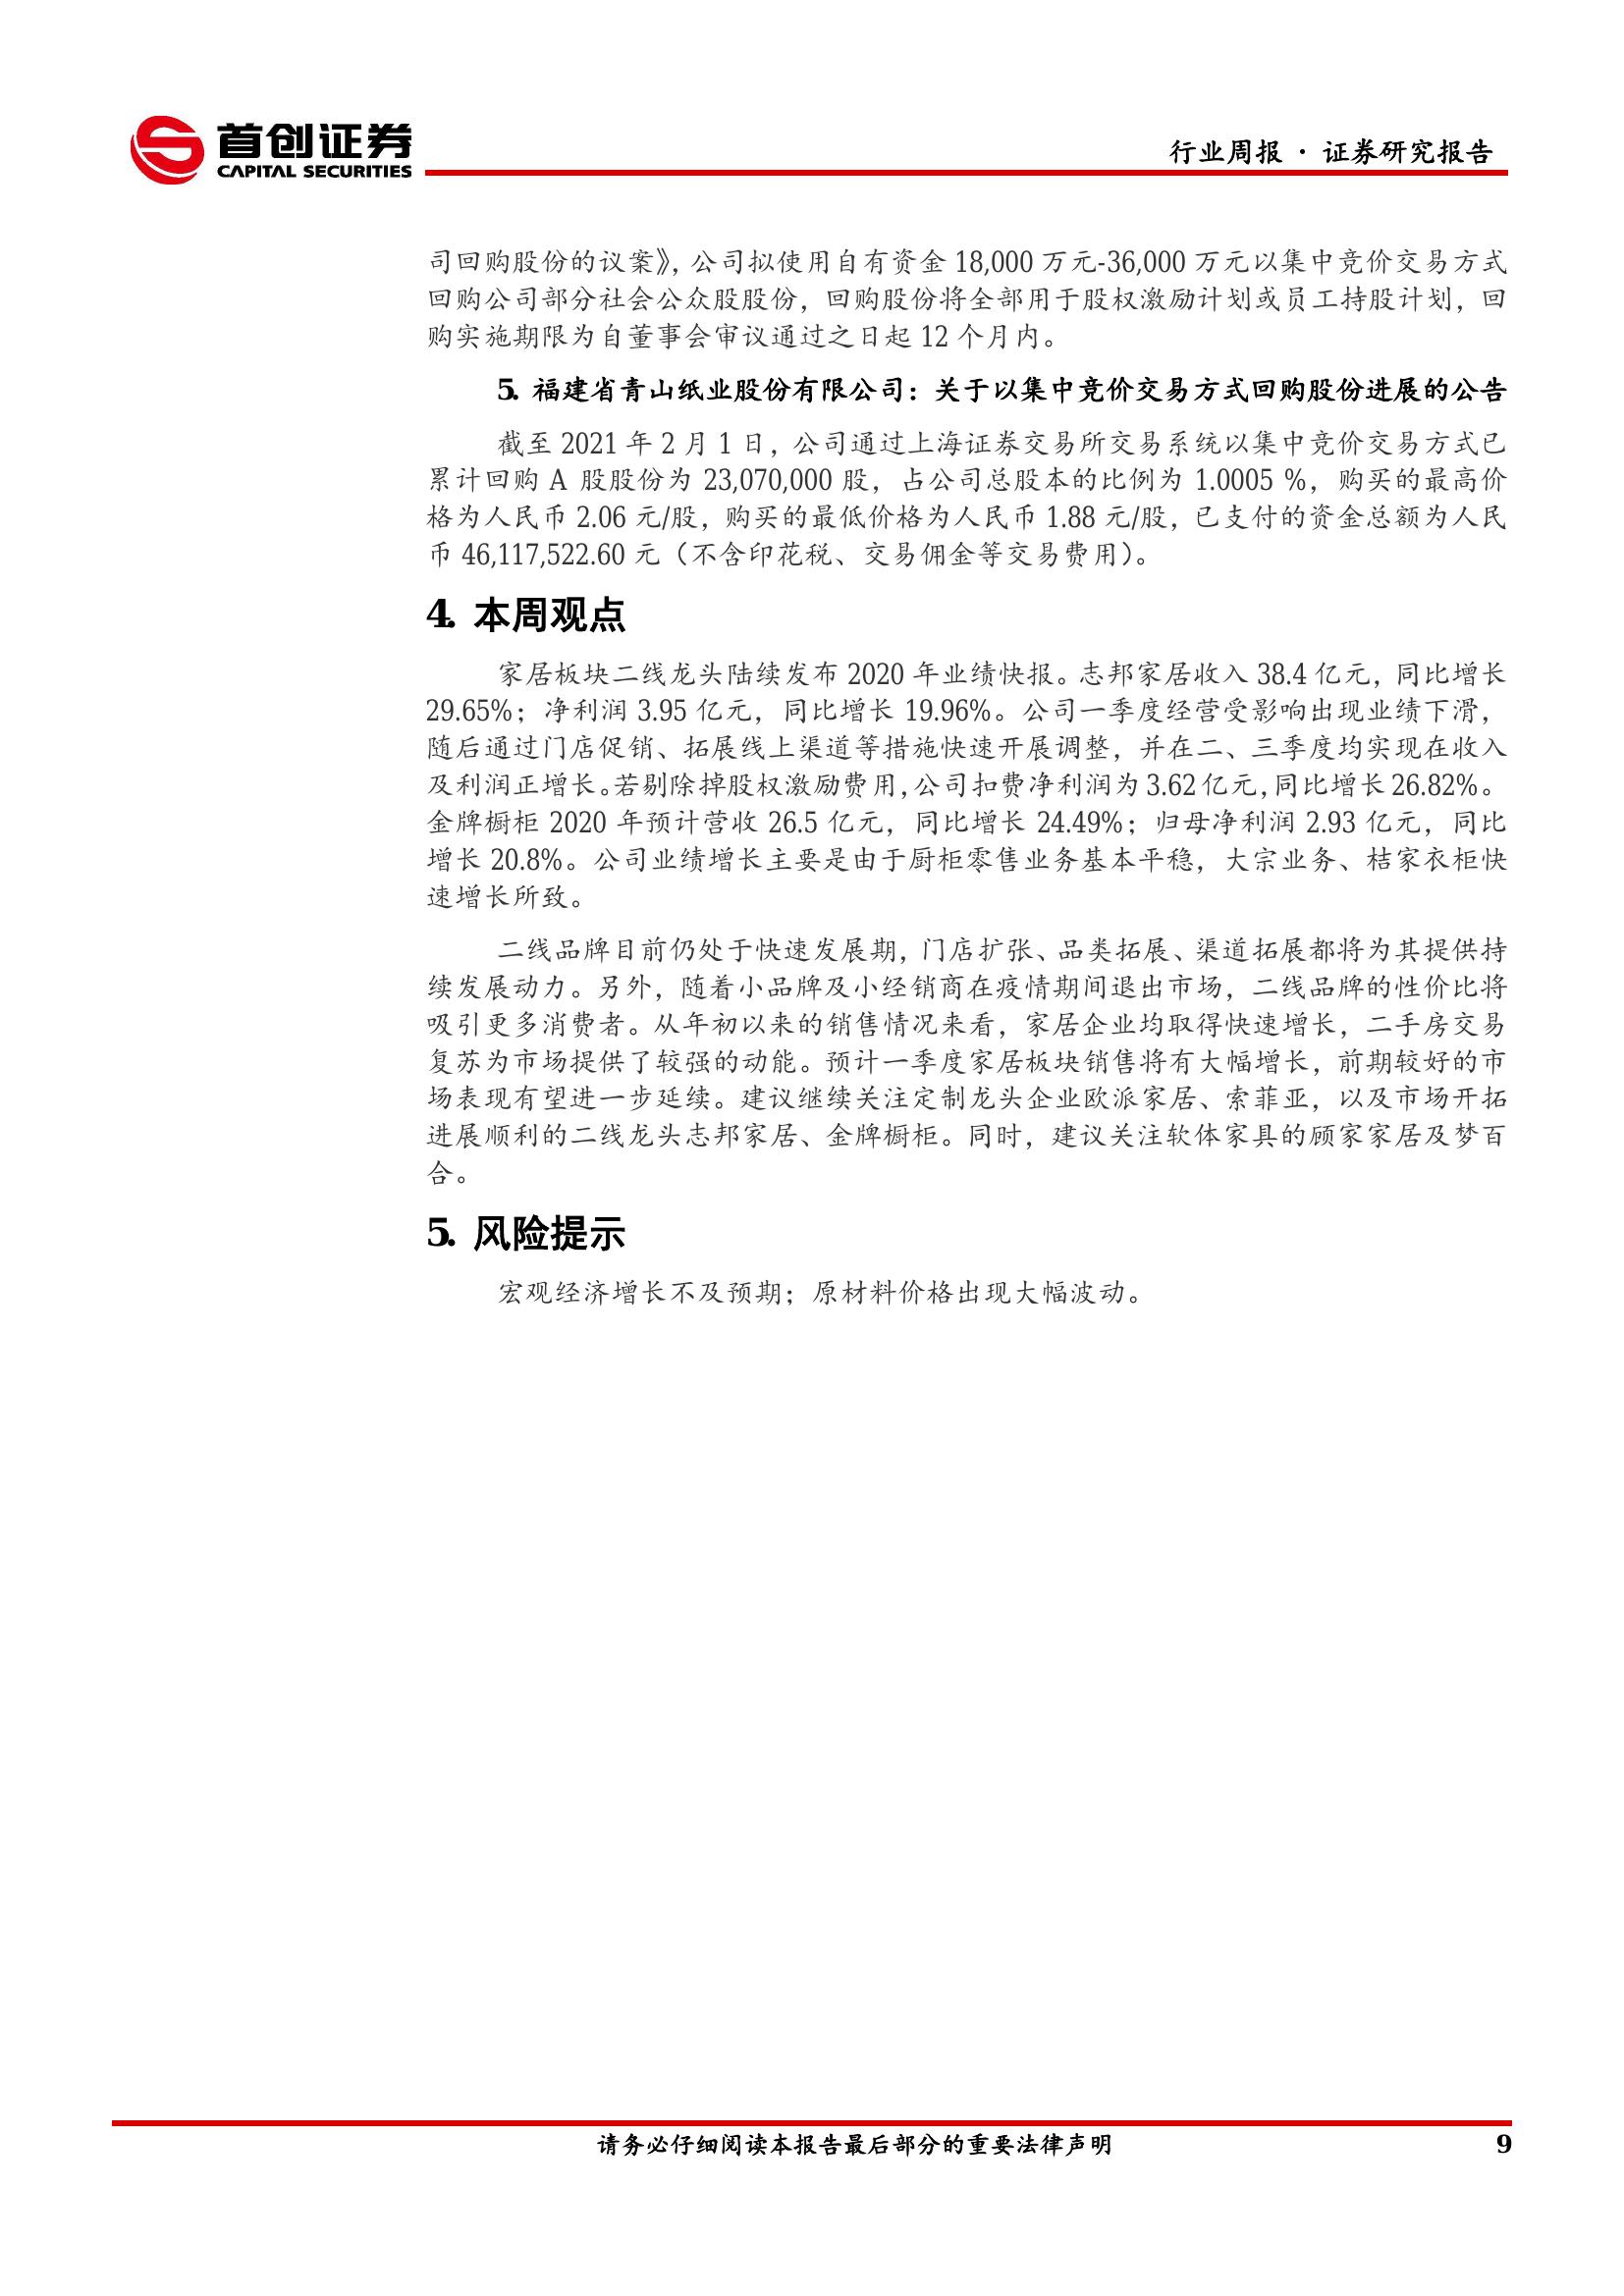 首创证券
CAPITAL SECURITIES
行业周报 · 证券研究报告
司回购股份的议案》，公司拟使用自有资金 18,000 万元-36,000 万元以集中竞价交易方式
回购公司部分社会公众股股份，回购股份将全部用于股权激励计划或员工持股计划，回
购实施期限为自董事会审议通过之日起 12 个月内。
5. 福建省青山纸业股份有限公司：关于以集中竞价交易方式回购股份进展的公告
截至 2021 年 2 月 1 日，公司通过上海证券交易所交易系统以集中竞价交易方式已
累计回购 A 股股份为 23,070,000 股，占公司总股本的比例为 1.0005 %，购买的最高价
格为人民币 2.06 元/股，购买的最低价格为人民币 1.88 元/股，已支付的资金总额为人民
币 46,117,522.60 元（不含印花税、交易佣金等交易费用）。
4. 本周观点
家居板块二线龙头陆续发布 2020 年业绩快报。志邦家居收入 38.4 亿元，同比增长
29.65%；净利润 3.95 亿元，同比增长 19.96%。公司一季度经营受影响出现业绩下滑，
随后通过门店促销、拓展线上渠道等措施快速开展调整，并在二、三季度均实现在收入
及利润正增长。若剔除掉股权激励费用，公司扣费净利润为 3.62 亿元，同比增长 26.82%。
金牌橱柜 2020 年预计营收 26.5 亿元，同比增长 24.49%；归母净利润 2.93 亿元，同比
增长 20.8%。公司业绩增长主要是由于厨柜零售业务基本平稳，大宗业务、桔家衣柜快
速增长所致。
二线品牌目前仍处于快速发展期，门店扩张、品类拓展、渠道拓展都将为其提供持
续发展动力。另外，随着小品牌及小经销商在疫情期间退出市场，二线品牌的性价比将
吸引更多消费者。从年初以来的销售情况来看，家居企业均取得快速增长，二手房交易
复苏为市场提供了较强的动能。预计一季度家居板块销售将有大幅增长，前期较好的市
场表现有望进一步延续。建议继续关注定制龙头企业欧派家居、索菲亚，以及市场开拓
进展顺利的二线龙头志邦家居、金牌橱柜。同时，建议关注软体家具的顾家家居及梦百
合。
5. 风险提示
宏观经济增长不及预期；原材料价格出现大幅波动。
请务必仔细阅读本报告最后部分的重要法律声明
9